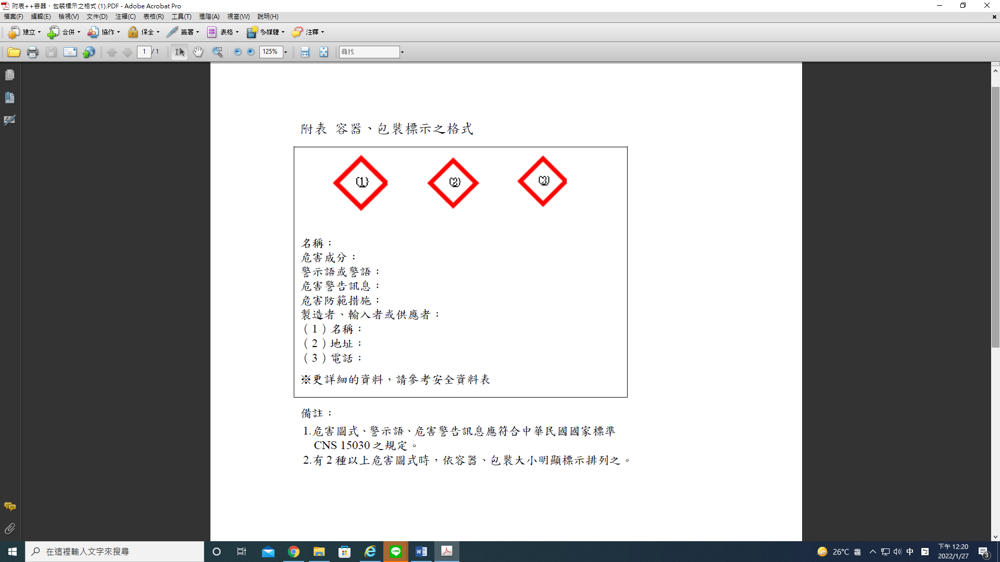 附表++容器、包裝標示之格式 (1).PDF - Adobe Acrobat Pro
檔案(F) 編輯(E) 檢視(V) 文件(D) 注釋(C) 表格(R) 工具(T) 進階(A) 視窗(W) 說明(H)
建立 合併 協作 保全 簽署 表格 多媒體 注釋
1 / 1 125% 尋找
附表 容器、包裝標示之格式
(1) (2) (3)
名稱：
危害成分：
警示語或警語：
危害警告訊息：
危害防範措施：
製造者、輸入者或供應者：
（1）名稱：
（2）地址：
（3）電話：
※更詳細的資料，請參考安全資料表
備註：
1.危害圖式、警示語、危害警告訊息應符合中華民國國家標準
CNS 15030之規定。
2.有2種以上危害圖式時，依容器、包裝大小明顯標示排列之。
在這裡輸入文字來搜尋
LINE
26°C
中
下午 12:20
2022/1/27
3